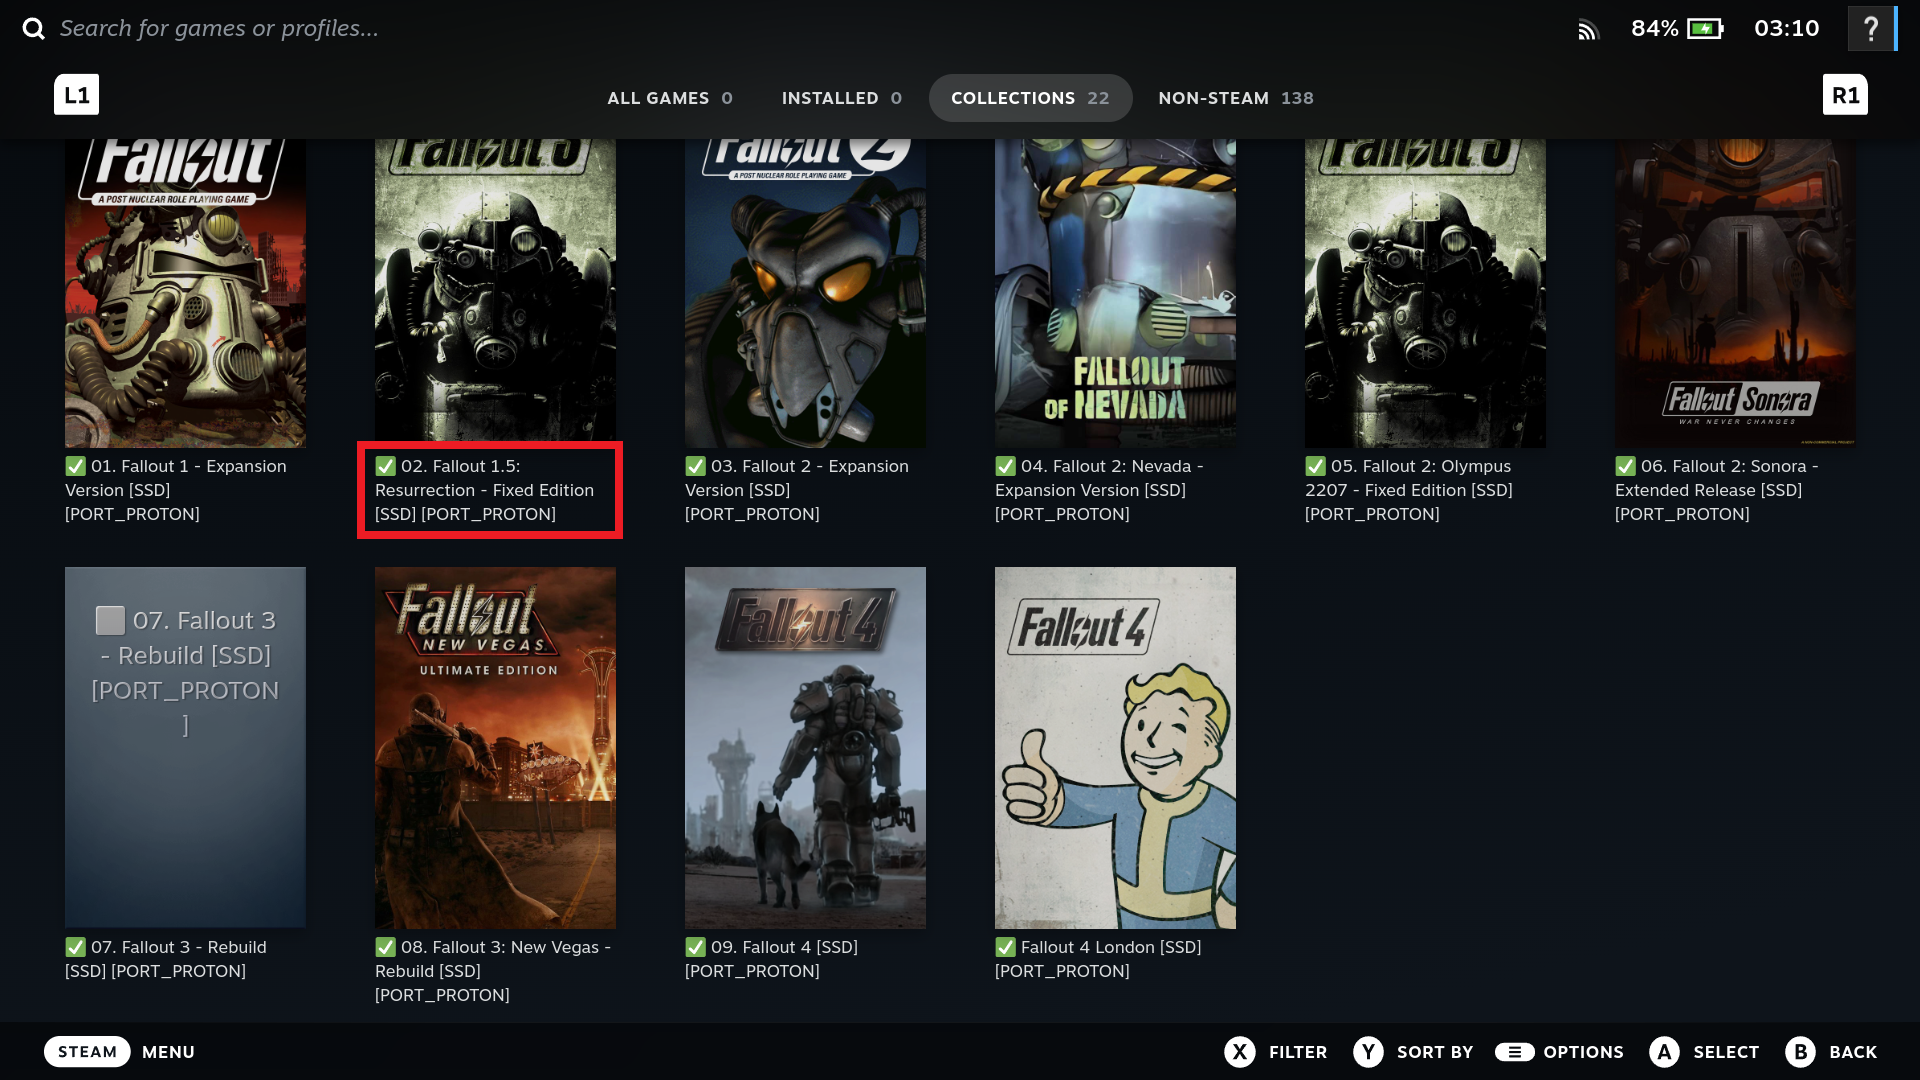 Search for games or profiles...
84%
03:10
?
L1
ALL GAMES 0
INSTALLED 0
COLLECTIONS 22
NON-STEAM 138
R1
Fallout
A POST NUCLEAR ROLE PLAYING GAME
Fallout 3
Fallout 2
A POST NUCLEAR ROLE PLAYING GAME
FALLOUT
OF NEVADA
Fallout 3
Fallout Sonora
WAR NEVER CHANGES
✅ 01. Fallout 1 - Expansion
Version [SSD]
[PORT_PROTON]
✅ 02. Fallout 1.5:
Resurrection - Fixed Edition
[SSD] [PORT_PROTON]
✅ 03. Fallout 2 - Expansion
Version [SSD]
[PORT_PROTON]
✅ 04. Fallout 2: Nevada -
Expansion Version [SSD]
[PORT_PROTON]
✅ 05. Fallout 2: Olympus
2207 - Fixed Edition [SSD]
[PORT_PROTON]
✅ 06. Fallout 2: Sonora -
Extended Release [SSD]
[PORT_PROTON]
07. Fallout 3
- Rebuild [SSD]
[PORT_PROTON
]
Fallout
NEW VEGAS
ULTIMATE EDITION
Fallout 4
Fallout 4
✅ 07. Fallout 3 - Rebuild
[SSD] [PORT_PROTON]
✅ 08. Fallout 3: New Vegas -
Rebuild [SSD]
[PORT_PROTON]
✅ 09. Fallout 4 [SSD]
[PORT_PROTON]
✅ Fallout 4 London [SSD]
[PORT_PROTON]
STEAM MENU
X FILTER
Y SORT BY
OPTIONS
A SELECT
B BACK